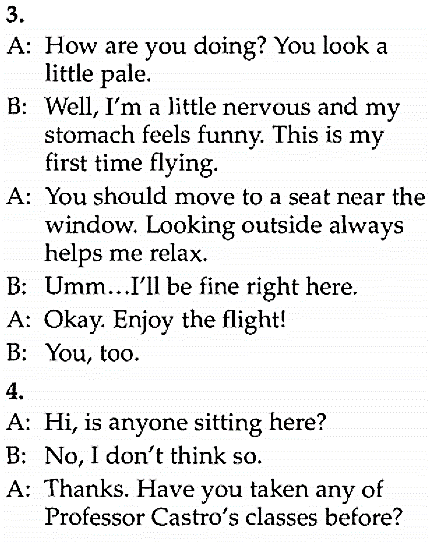 3.
A: How are you doing? You look a
little pale.
B: Well, I'm a little nervous and my
stomach feels funny. This is my
first time flying.
A: You should move to a seat near the
window. Looking outside always
helps me relax.
B: Umm...I'll be fine right here.
A: Okay. Enjoy the flight!
B: You, too.
4.
A: Hi, is anyone sitting here?
B: No, I don't think so.
A: Thanks. Have you taken any of
Professor Castro's classes before?